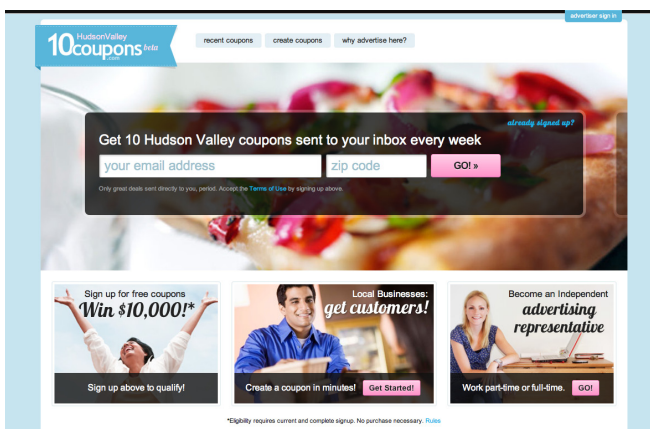 advertiser sign in
HudsonValley
10coupons beta
.com
recent coupons
create coupons
why advertise here?
already signed up?
Get 10 Hudson Valley coupons sent to your inbox every week
your email address
zip code
GO! »
Only great deals sent directly to you, period. Accept the Terms of Use by signing up above.
Sign up for free coupons
Win $10,000!*
Sign up above to qualify!
Local Businesses:
get customers!
Create a coupon in minutes!
Get Started!
Become an Independent
advertising
representative
Work part-time or full-time.
GO!
*Eligibility requires current and complete signup. No purchase necessary. Rules